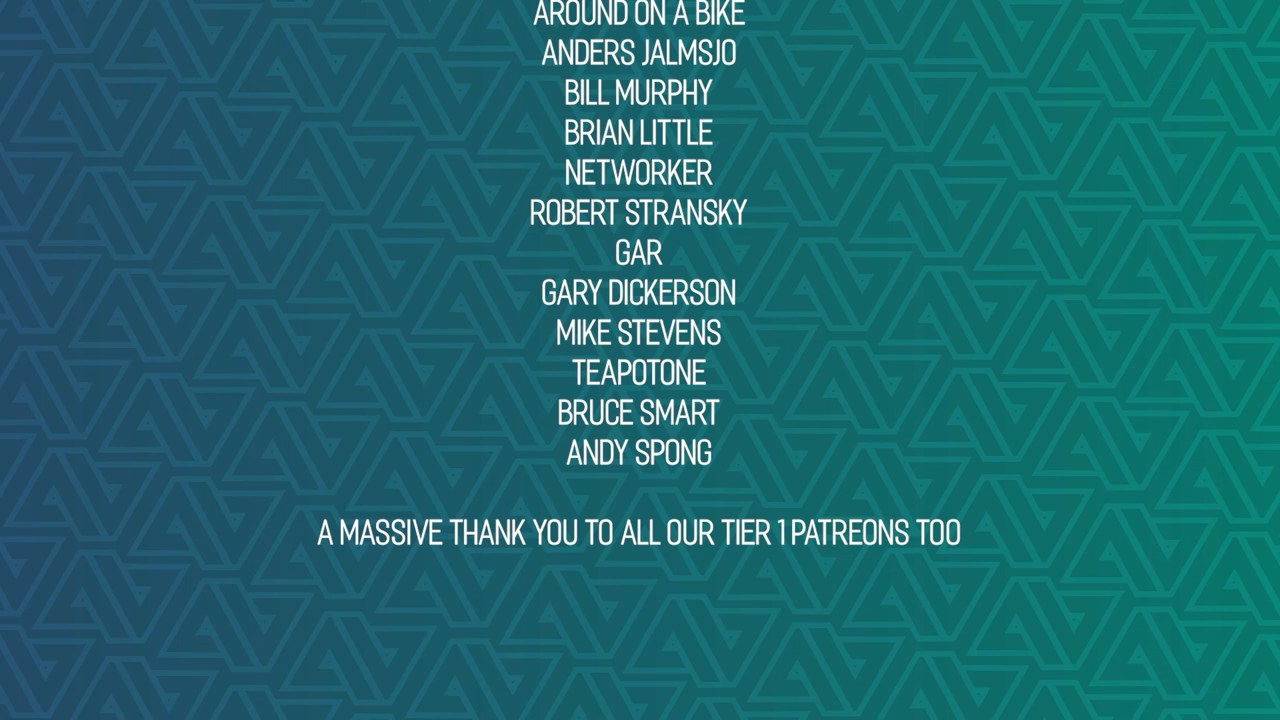 AROUND ON A BIKE
ANDERS JALMSJO
BILL MURPHY
BRIAN LITTLE
NETWORKER
ROBERT STRANSKY
GAR
GARY DICKERSON
MIKE STEVENS
TEAPOTONE
BRUCE SMART
ANDY SPONG
A MASSIVE THANK YOU TO ALL OUR TIER 1 PATREONS TOO